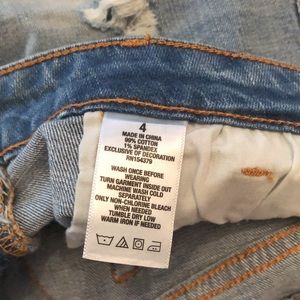 4
MADE IN CHINA
99% COTTON
1% SPANDEX
EXCLUSIVE OF DECORATION
RN154379
WASH ONCE BEFORE
WEARING
TURN GARMENT INSIDE OUT
MACHINE WASH COLD
SEPARATELY
ONLY NON-CHLORINE BLEACH
WHEN NEEDED
TUMBLE DRY LOW
WARM IRON IF NEEDED